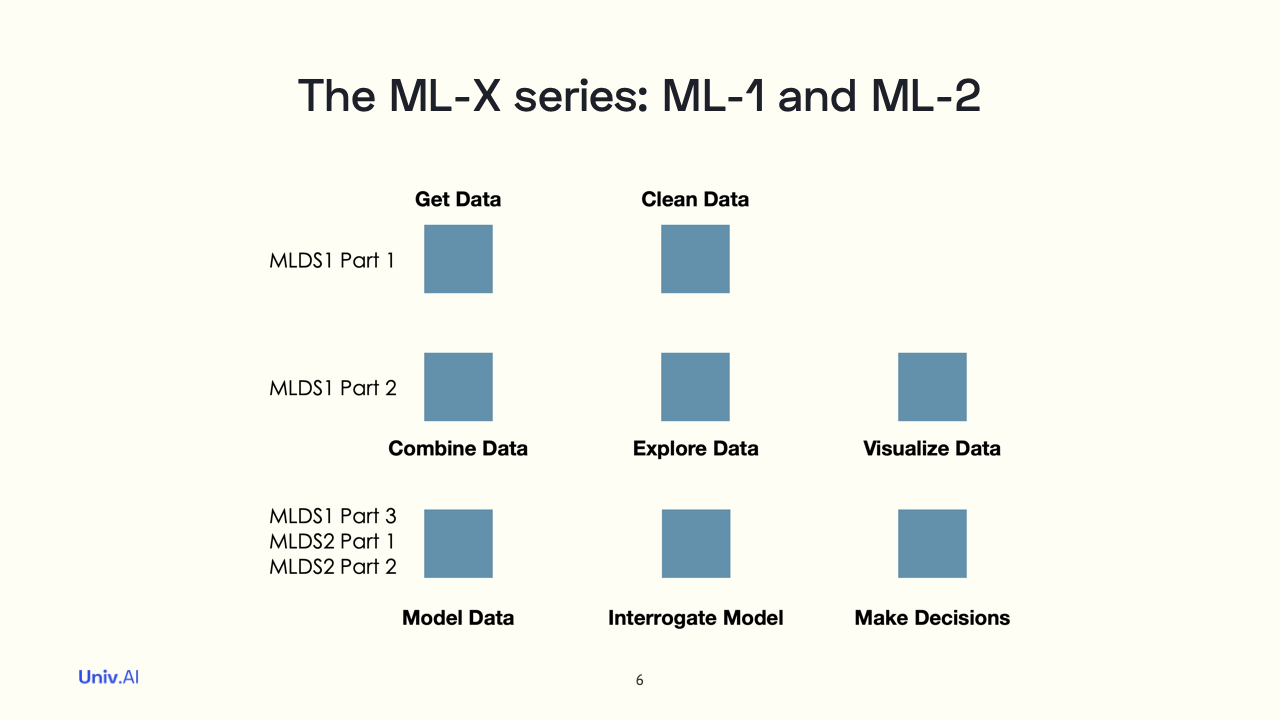 The ML-X series: ML-1 and ML-2
Get Data
Clean Data
MLDS1 Part 1
MLDS1 Part 2
Combine Data
Explore Data
Visualize Data
MLDS1 Part 3
MLDS2 Part 1
MLDS2 Part 2
Model Data
Interrogate Model
Make Decisions
Univ.AI
6